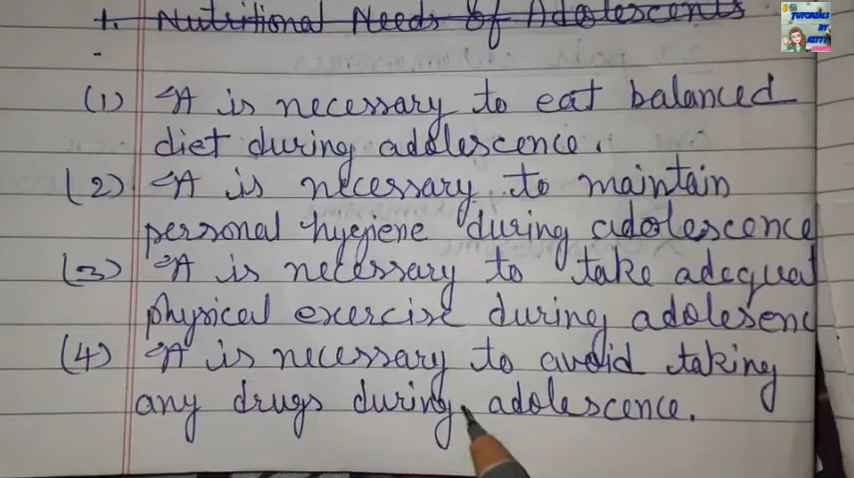 1. Nutritional Needs of Adolescents
TUTORIALS
BY
(1) It is necessary to eat balanced
diet during adolescence.
(2) It is necessary to maintain
personal hygiene during adolescence
(3) It is necessary to take adequat
physical exercise during adolesenc
(4) It is necessary to avoid taking
any drugs during adolescence.